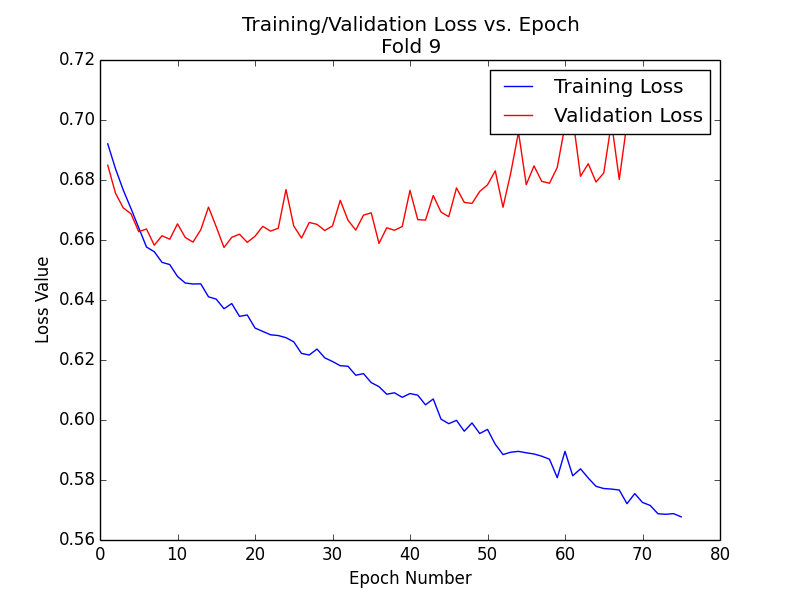 Training/Validation Loss vs. Epoch
Fold 9
Training Loss
Validation Loss
0.72
0.70
0.68
0.66
0.64
0.62
0.60
0.58
0.56
Loss Value
0 10 20 30 40 50 60 70 80
Epoch Number